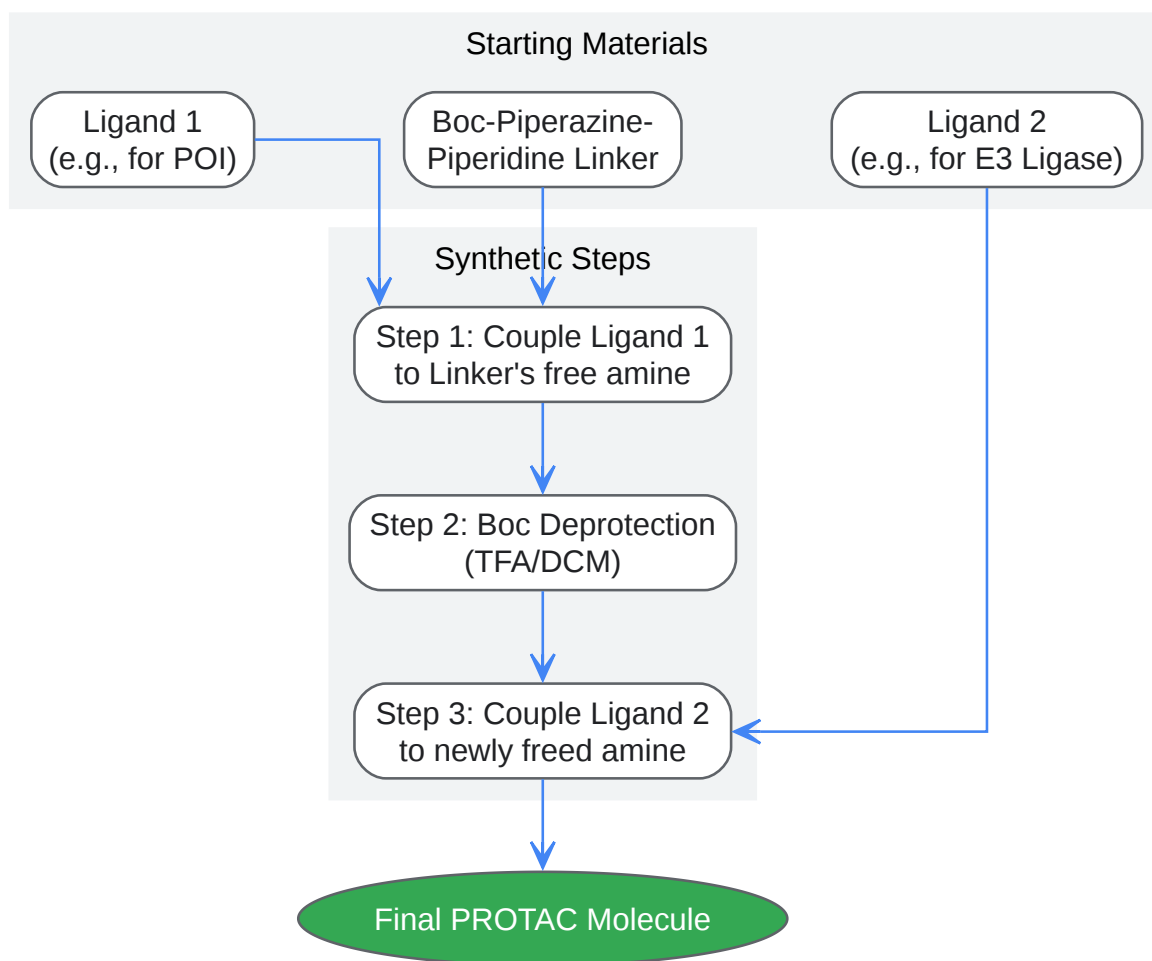 Starting Materials
Ligand 1
(e.g., for POI)
Boc-Piperazine-
Piperidine Linker
Ligand 2
(e.g., for E3 Ligase)
Synthetic Steps
Step 1: Couple Ligand 1
to Linker's free amine
Step 2: Boc Deprotection
(TFA/DCM)
Step 3: Couple Ligand 2
to newly freed amine
Final PROTAC Molecule